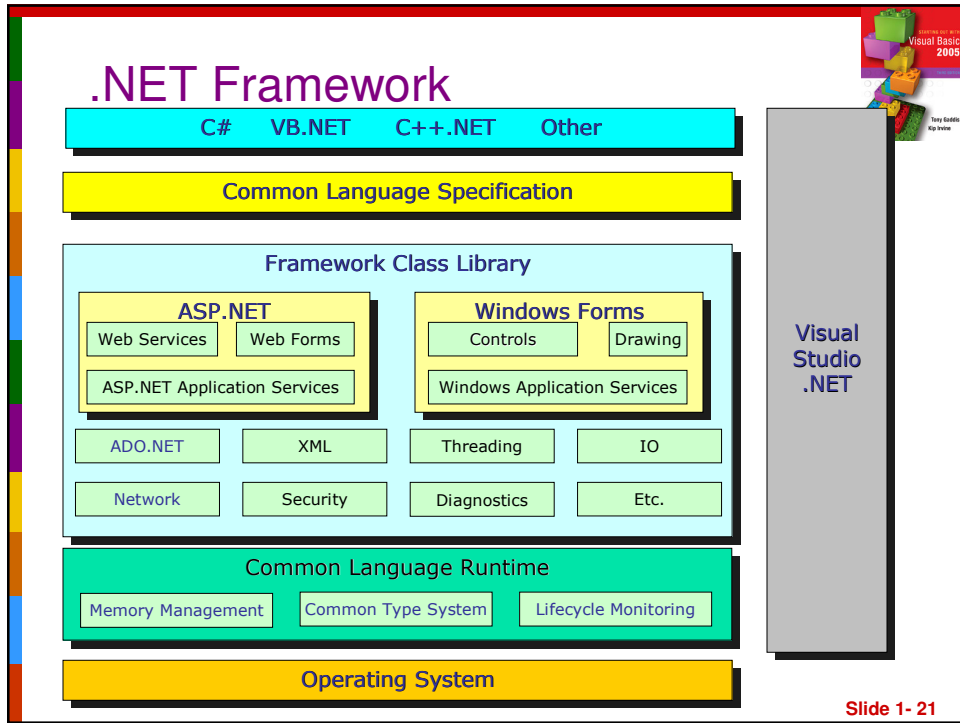 STARTING OUT WITH
Visual Basic
2005
Tony Gaddis
Kip Irvine
.NET Framework
C# VB.NET C++.NET Other
Common Language Specification
Framework Class Library
ASP.NET
Web Services Web Forms
ASP.NET Application Services
Windows Forms
Controls Drawing
Windows Application Services
ADO.NET XML Threading IO
Network Security Diagnostics Etc.
Common Language Runtime
Memory Management Common Type System Lifecycle Monitoring
Operating System
Visual
Studio
.NET
Slide 1- 21